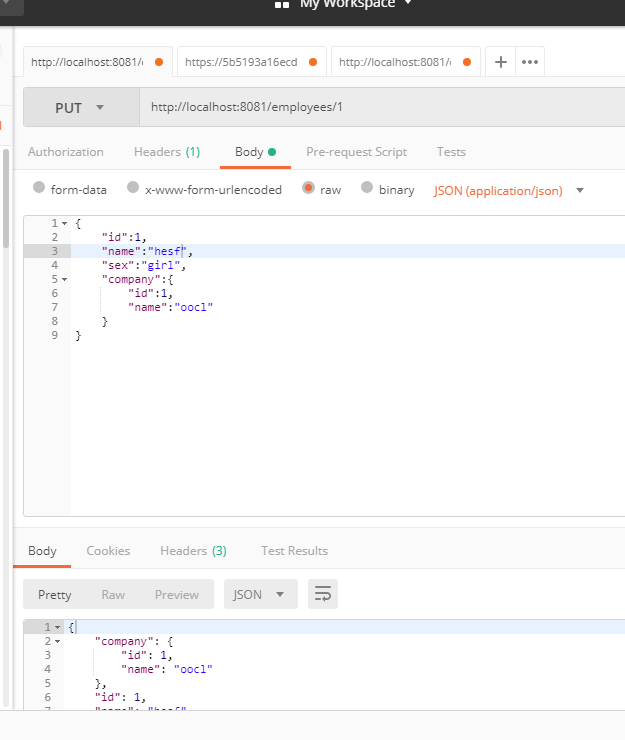 My Workspace
http://localhost:8081/
https://5b5193a16ecd
http://localhost:8081/
PUT http://localhost:8081/employees/1
Authorization Headers (1) Body Pre-request Script Tests
form-data x-www-form-urlencoded raw binary JSON (application/json)
1 {
2 "id":1,
3 "name":"hesf",
4 "sex":"girl",
5 "company":{
6 "id":1,
7 "name":"oocl"
8 }
9 }
Body Cookies Headers (3) Test Results
Pretty Raw Preview JSON
1 {
2 "company": {
3 "id": 1,
4 "name": "oocl"
5 },
6 "id": 1,